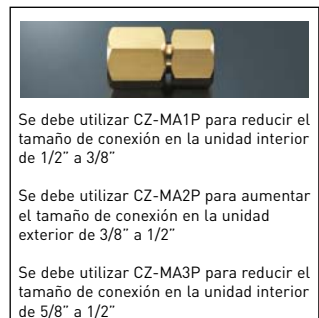 Se debe utilizar CZ-MA1P para reducir el
tamaño de conexión en la unidad interior
de 1/2" a 3/8"
Se debe utilizar CZ-MA2P para aumentar
el tamaño de conexión en la unidad
exterior de 3/8" a 1/2"
Se debe utilizar CZ-MA3P para reducir el
tamaño de conexión en la unidad interior
de 5/8" a 1/2"